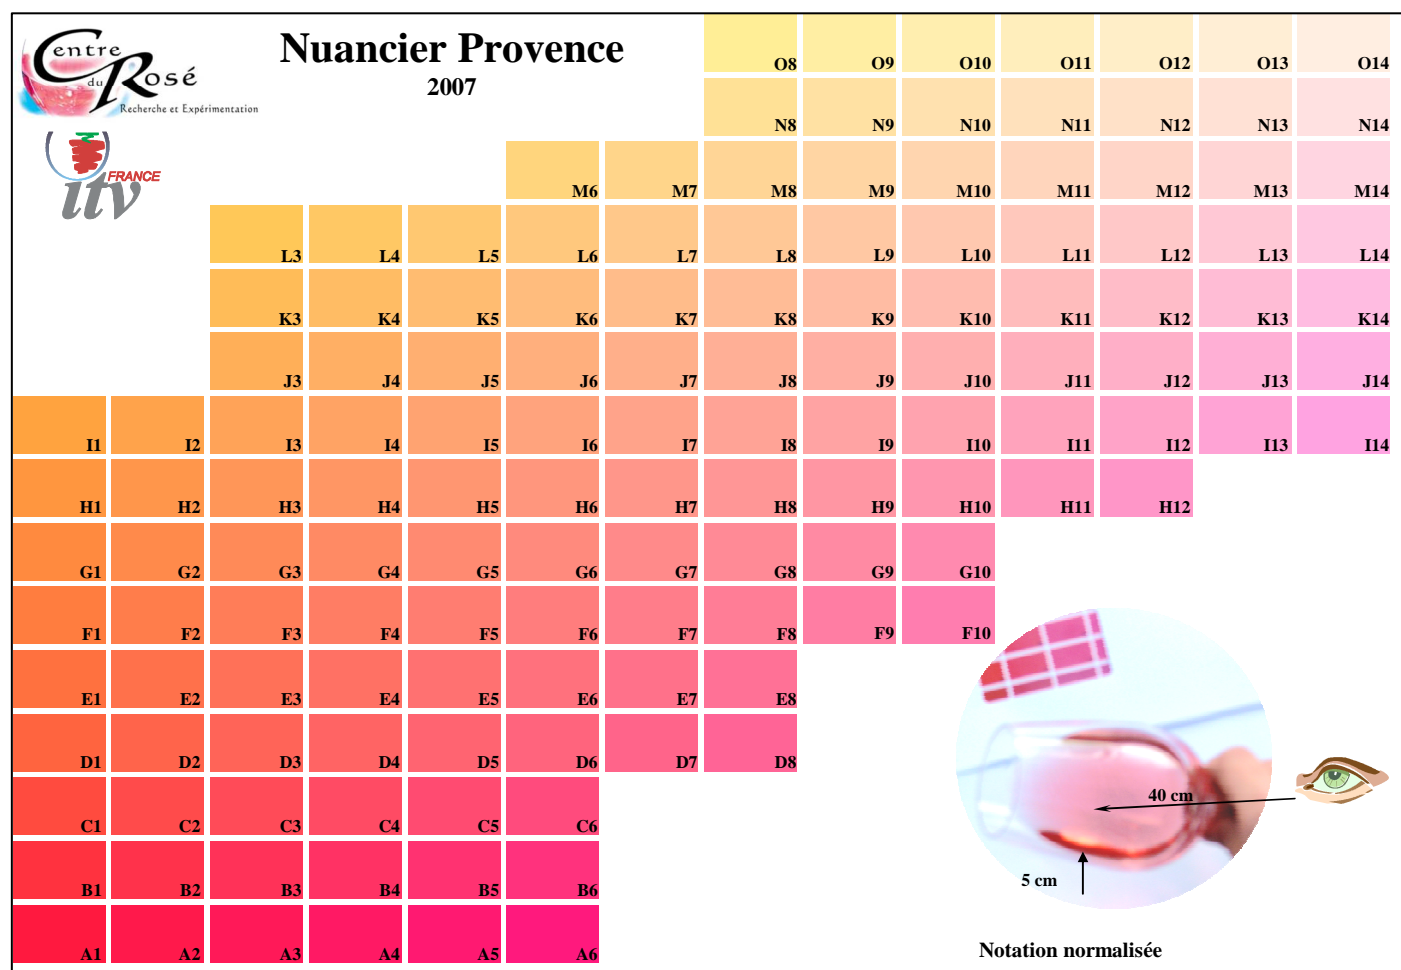 Centre
du Rosé
Recherche et Expérimentation
Nuancier Provence
2007
itv FRANCE
O8 O9 O10 O11 O12 O13 O14
N8 N9 N10 N11 N12 N13 N14
M6 M7 M8 M9 M10 M11 M12 M13 M14
L3 L4 L5 L6 L7 L8 L9 L10 L11 L12 L13 L14
K3 K4 K5 K6 K7 K8 K9 K10 K11 K12 K13 K14
J3 J4 J5 J6 J7 J8 J9 J10 J11 J12 J13 J14
I1 I2 I3 I4 I5 I6 I7 I8 I9 I10 I11 I12 I13 I14
H1 H2 H3 H4 H5 H6 H7 H8 H9 H10 H11 H12
G1 G2 G3 G4 G5 G6 G7 G8 G9 G10
F1 F2 F3 F4 F5 F6 F7 F8 F9 F10
E1 E2 E3 E4 E5 E6 E7 E8
D1 D2 D3 D4 D5 D6 D7 D8
C1 C2 C3 C4 C5 C6
B1 B2 B3 B4 B5 B6
A1 A2 A3 A4 A5 A6
40 cm
5 cm
Notation normalisée